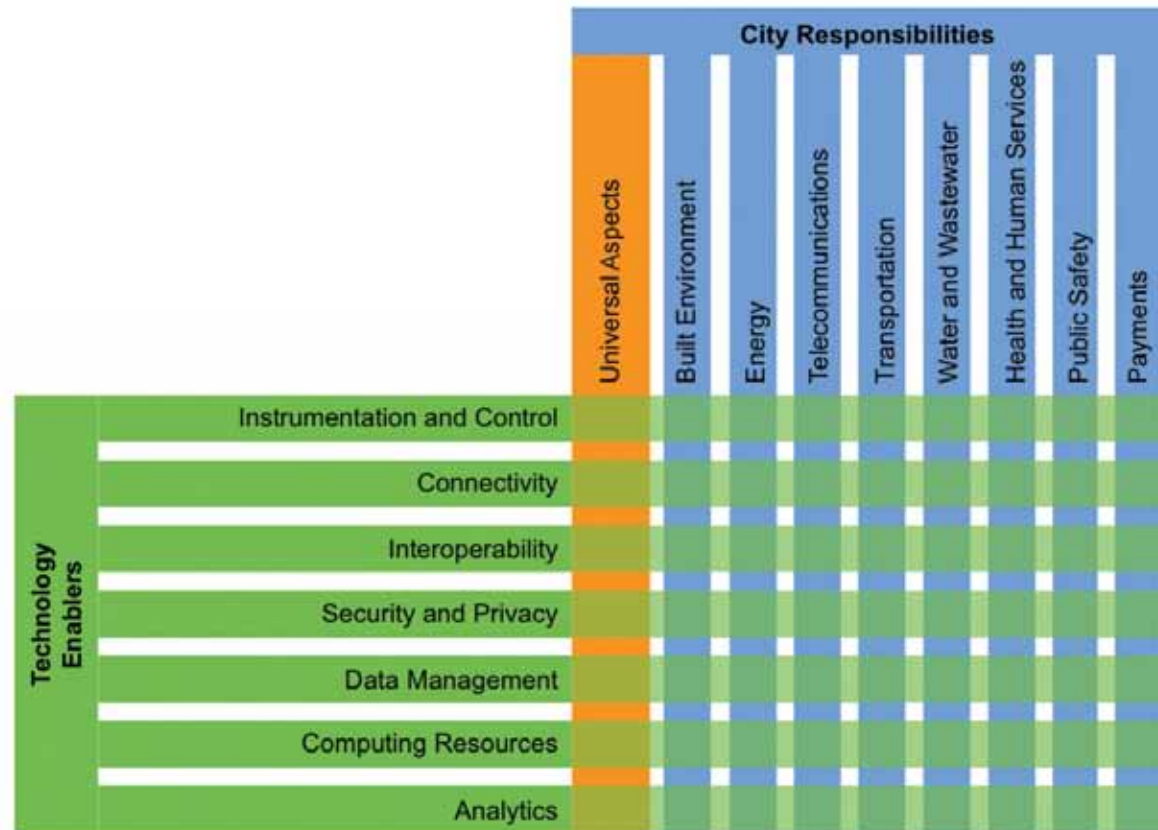 City Responsibilities
Universal Aspects
Built Environment
Energy
Telecommunications
Transportation
Water and Wastewater
Health and Human Services
Public Safety
Payments
Technology
Enablers
Instrumentation and Control
Connectivity
Interoperability
Security and Privacy
Data Management
Computing Resources
Analytics